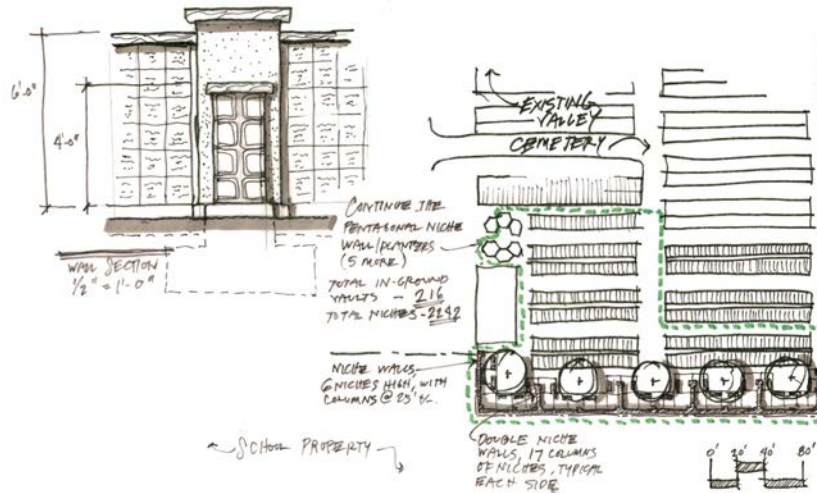 6'-0"
4'-0"
WALL SECTION
1/2" = 1'-0"
EXISTING
VALLEY
CEMETERY
CONTINUE THE
PENTAGONAL NICHE
WALL/PLANTERS
(5 MORE)
TOTAL IN-GROUND
VAULTS - 216
TOTAL NICHES - 2242
NICHE WALLS,
6 NICHES HIGH, WITH
COLUMNS @ 25' +/-.
SCHOOL PROPERTY
DOUBLE NICHE
WALLS, 17 COLUMNS
OF NICHES, TYPICAL
EACH SIDE
0' 20' 40' 80'